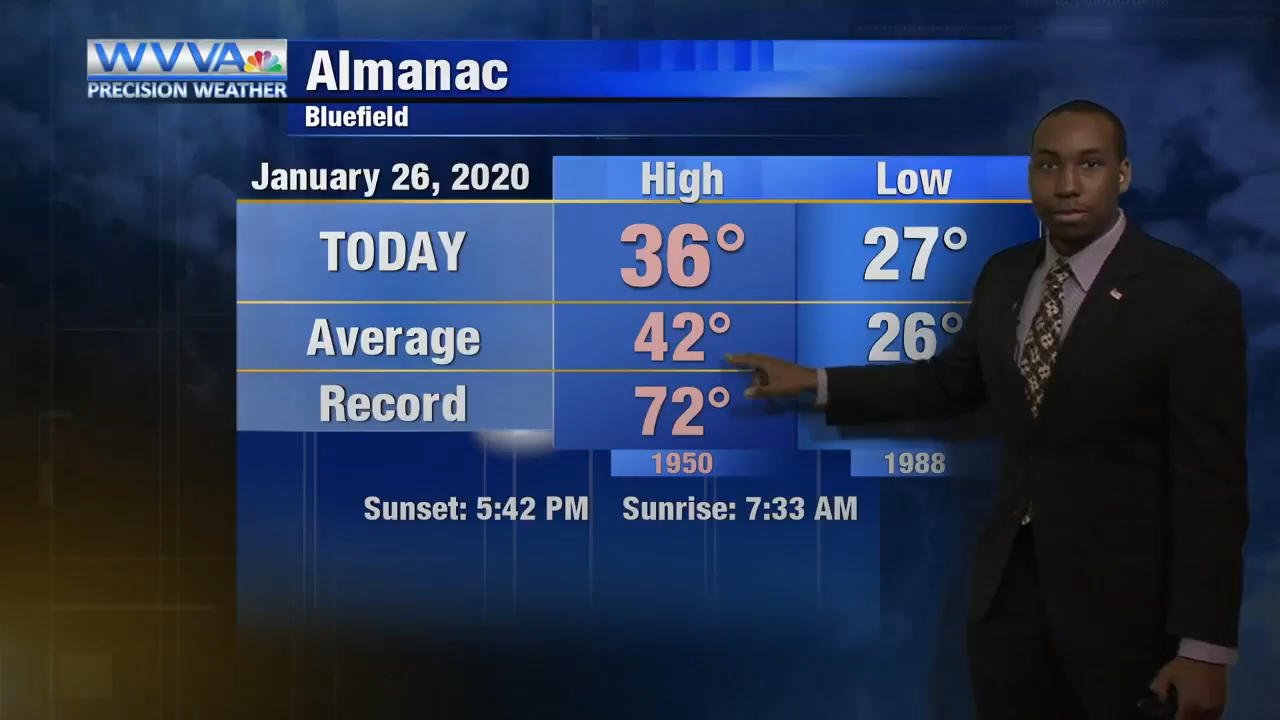 WVVA
PRECISION WEATHER
Almanac
Bluefield
January 26, 2020 High Low
TODAY 36° 27°
Average 42° 26°
Record 72°
1950 1988
Sunset: 5:42 PM Sunrise: 7:33 AM